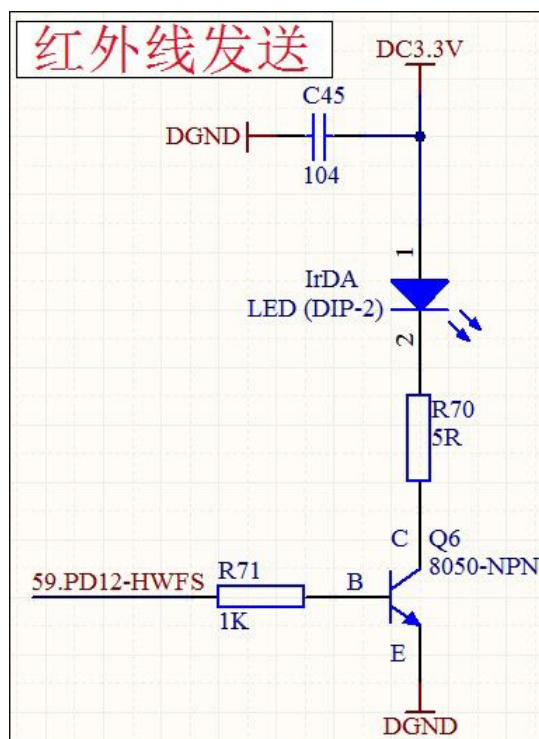 红外线发送
DC3.3V
C45
DGND
104
1
IrDA
LED (DIP-2)
2
R70
5R
C
Q6
8050-NPN
59.PD12-HWFS
R71
B
1K
E
DGND